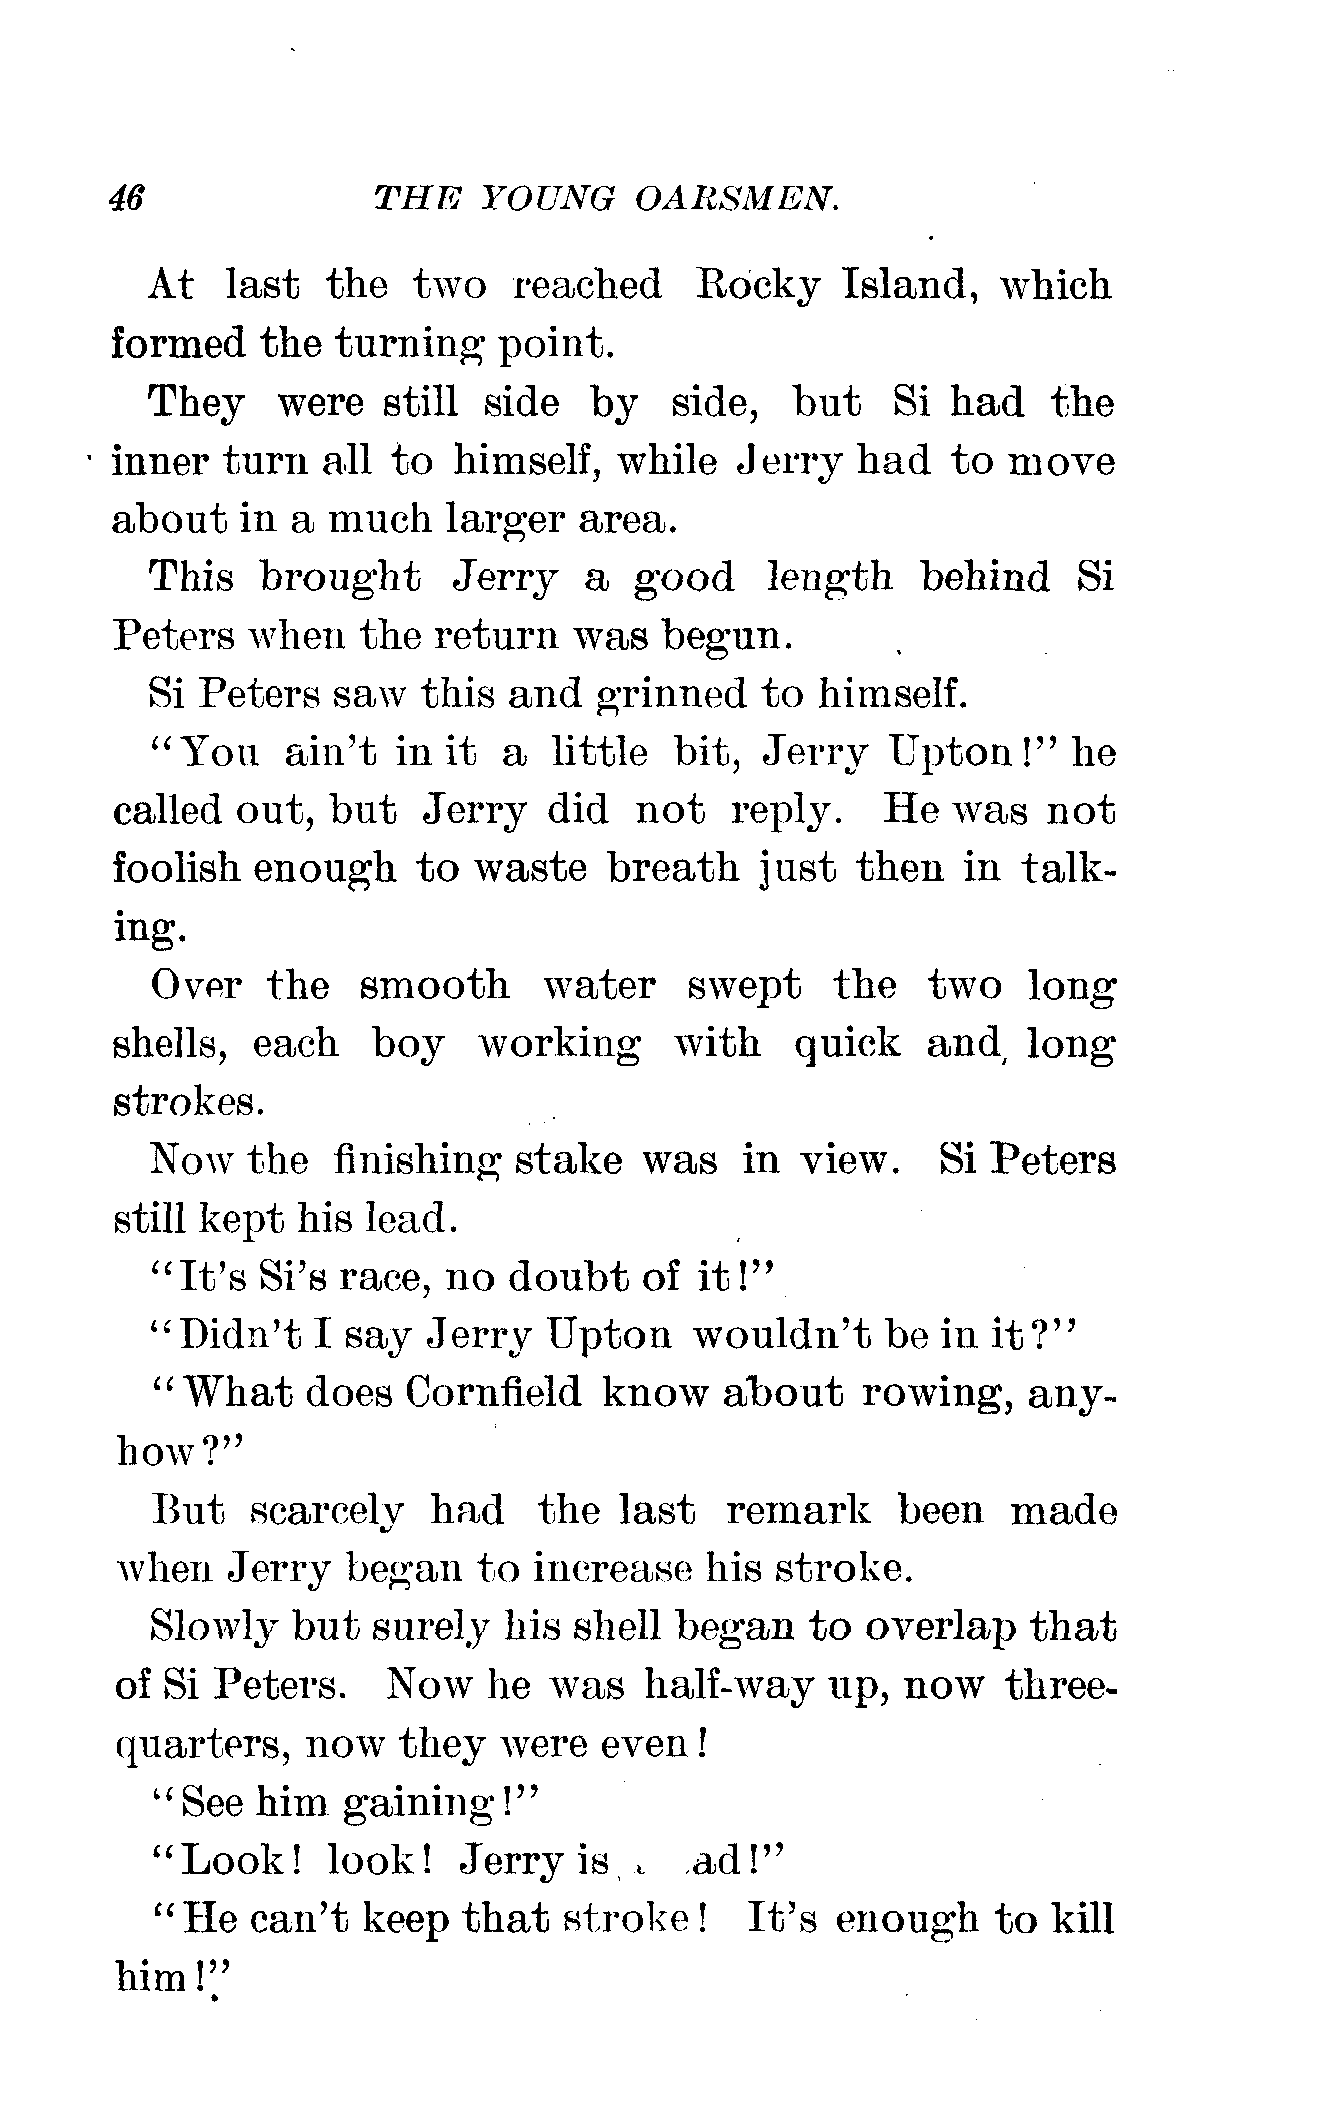 46 THE YOUNG OARSMEN.
At last the two reached Rocky Island, which
formed the turning point.
They were still side by side, but Si had the
inner turn all to himself, while Jerry had to move
about in a much larger area.
This brought Jerry a good length behind Si
Peters when the return was begun.
Si Peters saw this and grinned to himself.
“You ain’t in it a little bit, Jerry Upton!” he
called out, but Jerry did not reply. He was not
foolish enough to waste breath just then in talk-
ing.
Over the smooth water swept the two long
shells, each boy working with quick and long
strokes.
Now the finishing stake was in view. Si Peters
still kept his lead.
“It’s Si’s race, no doubt of it!”
“Didn’t I say Jerry Upton wouldn’t be in it?”
“What does Cornfield know about rowing, any-
how?”
But scarcely had the last remark been made
when Jerry began to increase his stroke.
Slowly but surely his shell began to overlap that
of Si Peters. Now he was half-way up, now three-
quarters, now they were even!
“See him gaining!”
“Look! look! Jerry is ad!”
“He can’t keep that stroke! It’s enough to kill
him!”